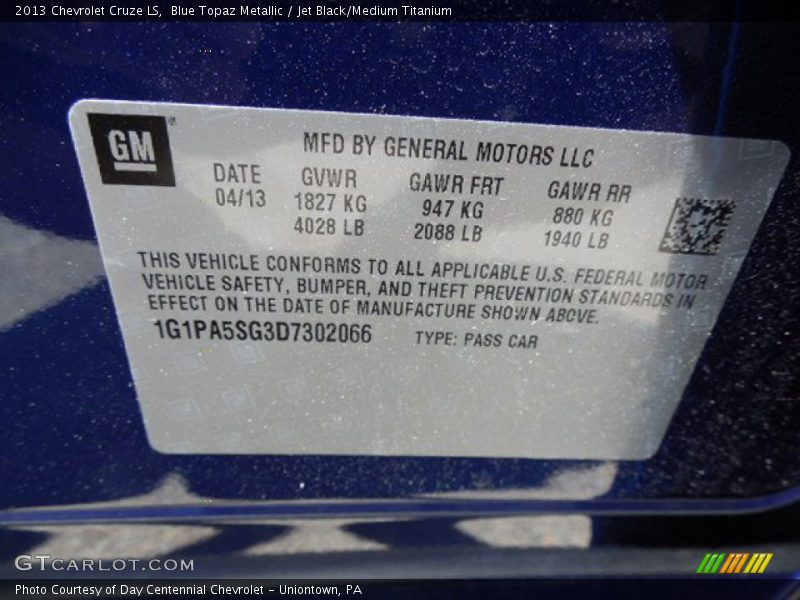 2013 Chevrolet Cruze LS,  Blue Topaz Metallic / Jet Black/Medium Titanium
GM
MFD BY GENERAL MOTORS LLC
DATE GVWR GAWR FRT GAWR RR
04/13 1827 KG 947 KG 880 KG
4028 LB 2088 LB 1940 LB
THIS VEHICLE CONFORMS TO ALL APPLICABLE U.S. FEDERAL MOTOR
VEHICLE SAFETY, BUMPER, AND THEFT PREVENTION STANDARDS IN
EFFECT ON THE DATE OF MANUFACTURE SHOWN ABOVE.
1G1PA5SG3D7302066 TYPE: PASS CAR
GTCARLOT.COM
Photo Courtesy of Day Centennial Chevrolet - Uniontown, PA